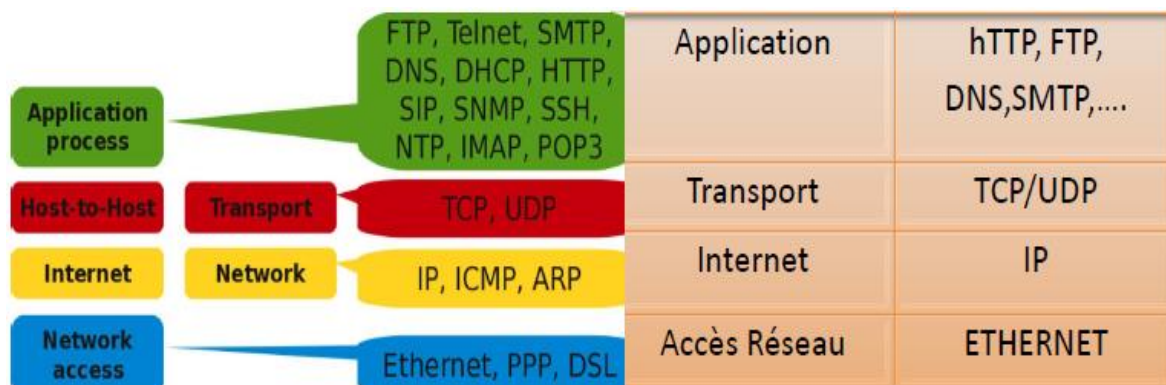 Application
process
FTP, Telnet, SMTP,
DNS, DHCP, HTTP,
SIP, SNMP, SSH,
NTP, IMAP, POP3
Host-to-Host
Transport
TCP, UDP
Internet
Network
IP, ICMP, ARP
Network
access
Ethernet, PPP, DSL
Application
hTTP, FTP,
DNS,SMTP,....
Transport
TCP/UDP
Internet
IP
Accès Réseau
ETHERNET